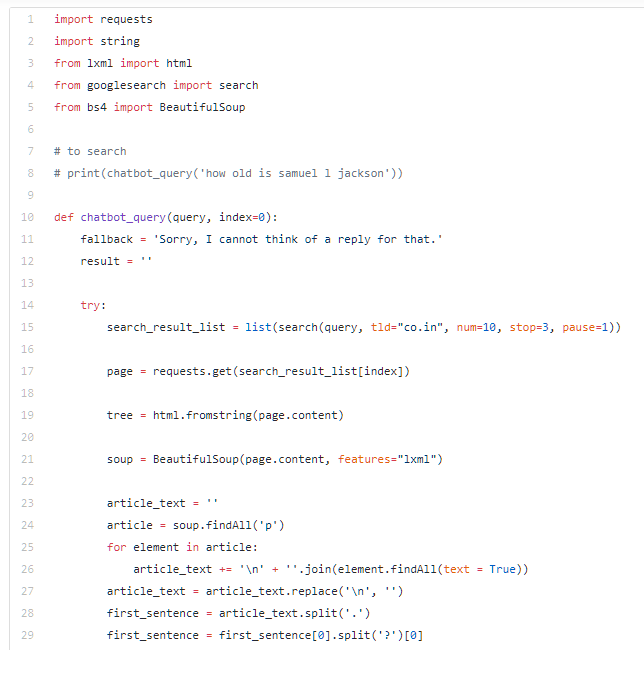 1 import requests
2 import string
3 from lxml import html
4 from googlesearch import search
5 from bs4 import BeautifulSoup
6
7 # to search
8 # print(chatbot_query('how old is samuel l jackson'))
9
10 def chatbot_query(query, index=0):
11     fallback = 'Sorry, I cannot think of a reply for that.'
12     result = ''
13
14     try:
15         search_result_list = list(search(query, tld="co.in", num=10, stop=3, pause=1))
16
17         page = requests.get(search_result_list[index])
18
19         tree = html.fromstring(page.content)
20
21         soup = BeautifulSoup(page.content, features="lxml")
22
23         article_text = ''
24         article = soup.findAll('p')
25         for element in article:
26             article_text += '\n' + ''.join(element.findAll(text = True))
27         article_text = article_text.replace('\n', '')
28         first_sentence = article_text.split('.')
29         first_sentence = first_sentence[0].split('?')[0]